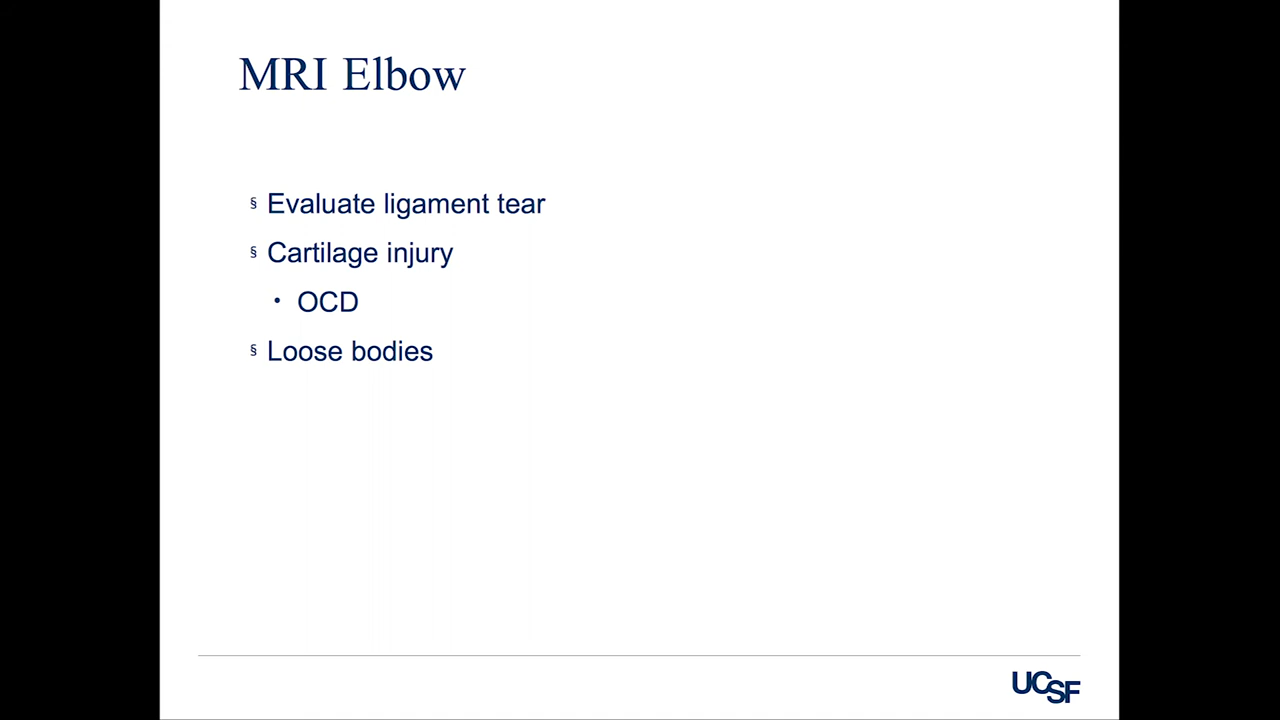 MRI Elbow
§ Evaluate ligament tear
§ Cartilage injury
• OCD
§ Loose bodies
UCSF